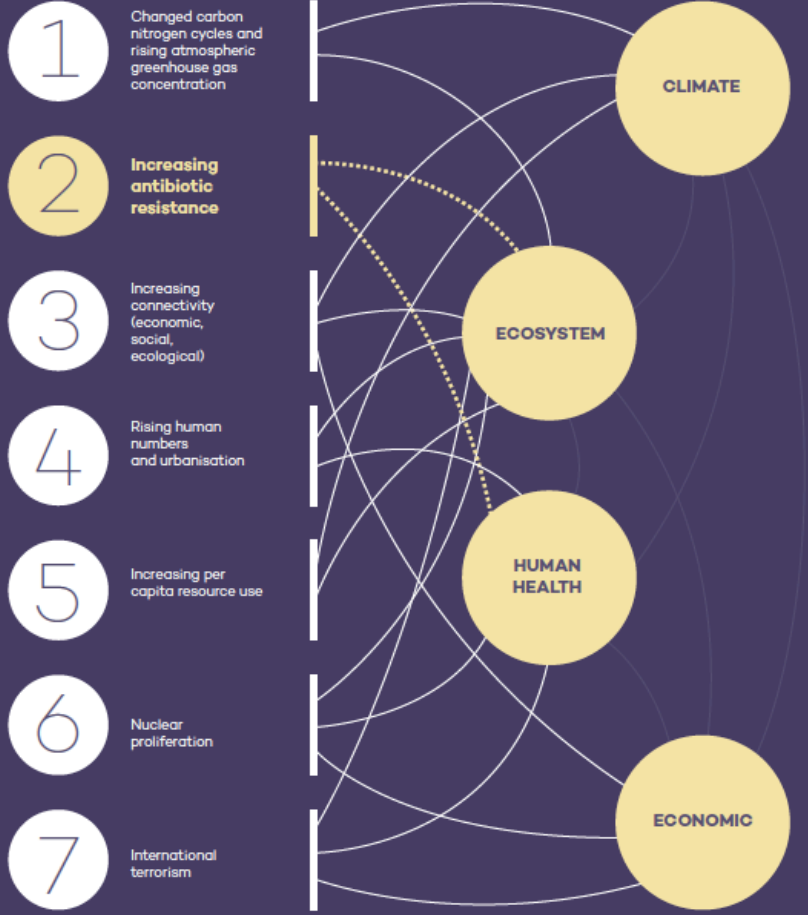 1
Changed carbon
nitrogen cycles and
rising atmospheric
greenhouse gas
concentration
CLIMATE
2
Increasing
antibiotic
resistance
3
Increasing
connectivity
(economic,
social,
ecological)
ECOSYSTEM
4
Rising human
numbers
and urbanisation
5
Increasing per
capita resource use
HUMAN
HEALTH
6
Nuclear
proliferation
ECONOMIC
7
International
terrorism